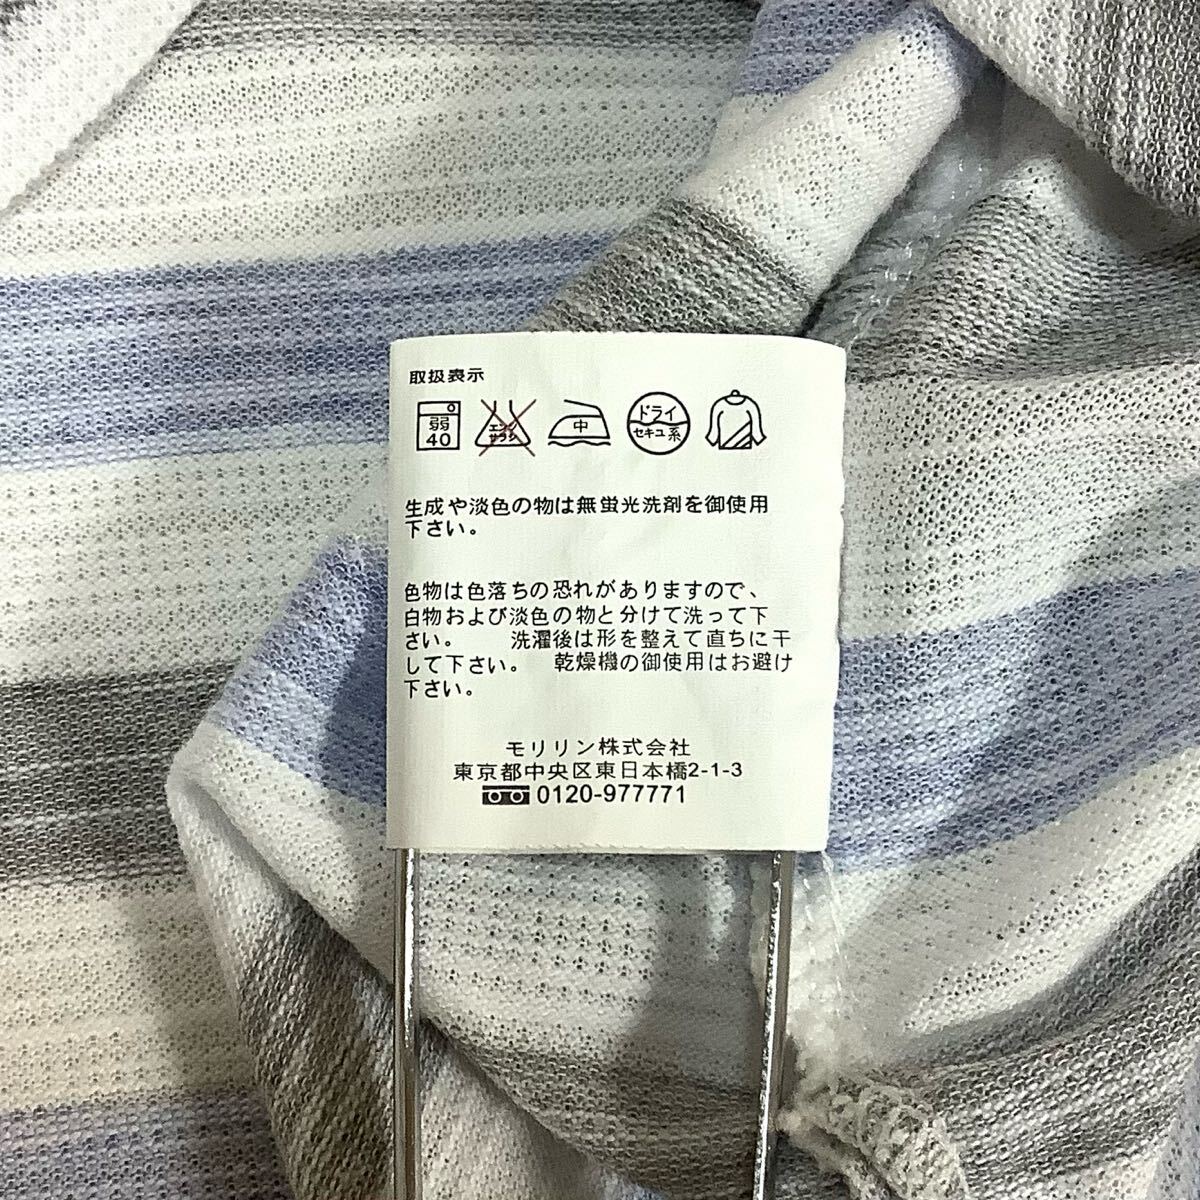 取扱表示
弱 40
エンソ サラシ
中
ドライ
セキユ系
生成や淡色の物は無蛍光洗剤を御使用
下さい。
色物は色落ちの恐れがありますので、
白物および淡色の物と分けて洗って下
さい。 洗濯後は形を整えて直ちに干
して下さい。 乾燥機の御使用はお避け
下さい。
モリリン株式会社
東京都中央区東日本橋2-1-3
0120-977771